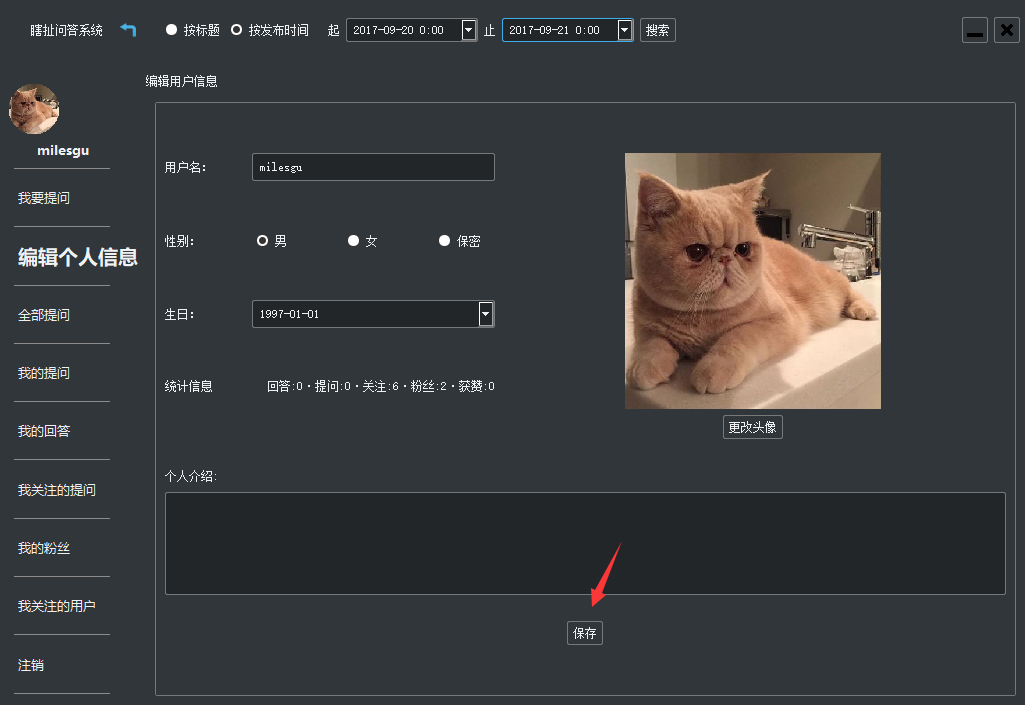 瞎扯问答系统 按标题 按发布时间 起 2017-09-20 0:00 止 2017-09-21 0:00 搜索
编辑用户信息
milesgu
我要提问
编辑个人信息
全部提问
我的提问
我的回答
我关注的提问
我的粉丝
我关注的用户
注销
用户名: milesgu
性别: 男 女 保密
生日: 1997-01-01
统计信息 回答:0·提问:0·关注:6·粉丝:2·获赞:0
更改头像
个人介绍:
保存